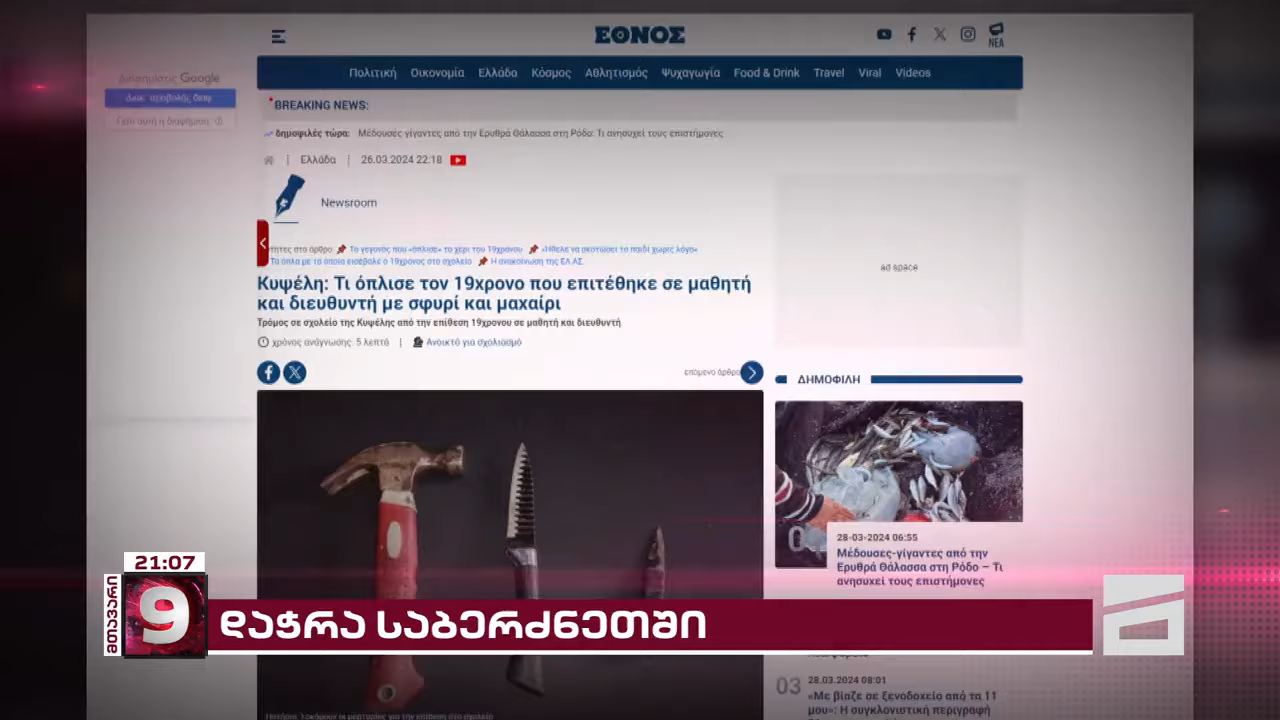 ΕΘΝΟΣ
ΝΕΑ
Διαφημίσεις Google
Πολιτική Οικονομία Ελλάδα Κόσμος Αθλητισμός Ψυχαγωγία Food & Drink Travel Viral Videos
BREAKING NEWS:
δημοφιλές τώρα: Μέδουσες γίγαντες από την Ερυθρά Θάλασσα στη Ρόδο: Τι ανησυχεί τους επιστήμονες
| Ελλάδα | 26.03.2024 22:18
Newsroom
στο άρθρο: Το γεγονός που «όπλισε» το χέρι του 19χρονου «Ήθελε να σκοτώσει το παιδί χωρίς λόγο»
Τα όπλα με τα οποία εισέβαλε ο 19χρονος στο σχολείο Η ανακοίνωση της ΕΛ.ΑΣ.
ad space
Κυψέλη: Τι όπλισε τον 19χρονο που επιτέθηκε σε μαθητή
και διευθυντή με σφυρί και μαχαίρι
Τρόμος σε σχολείο της Κυψέλης από την επίθεση 19χρονου σε μαθητή και διευθυντή
χρόνος ανάγνωσης: 5 λεπτά | Ανοικτό για σχολιασμό
επόμενο άρθρο
ΔΗΜΟΦΙΛΗ
28-03-2024 06:55
Μέδουσες-γίγαντες από την
Ερυθρά Θάλασσα στη Ρόδο – Τι
ανησυχεί τους επιστήμονες
21:07
მთავარი
9
დაჭრა საბერძნეთში
03 28.03.2024 08:01
«Με βίαζε σε ξενοδοχείο από τα 11
μου»: Η συγκλονιστική περιγραφή